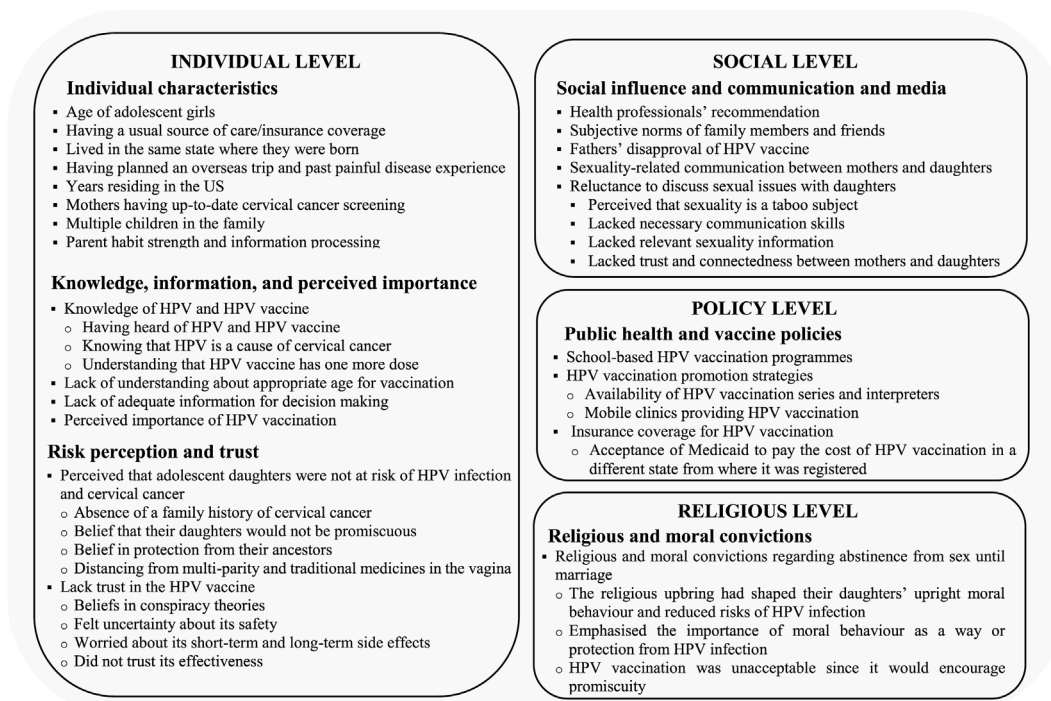 INDIVIDUAL LEVEL
Individual characteristics
▪ Age of adolescent girls
▪ Having a usual source of care/insurance coverage
▪ Lived in the same state where they were born
▪ Having planned an overseas trip and past painful disease experience
▪ Years residing in the US
▪ Mothers having up-to-date cervical cancer screening
▪ Multiple children in the family
▪ Parent habit strength and information processing
Knowledge, information, and perceived importance
▪ Knowledge of HPV and HPV vaccine
o Having heard of HPV and HPV vaccine
o Knowing that HPV is a cause of cervical cancer
o Understanding that HPV vaccine has one more dose
▪ Lack of understanding about appropriate age for vaccination
▪ Lack of adequate information for decision making
▪ Perceived importance of HPV vaccination
Risk perception and trust
▪ Perceived that adolescent daughters were not at risk of HPV infection
and cervical cancer
o Absence of a family history of cervical cancer
o Belief that their daughters would not be promiscuous
o Belief in protection from their ancestors
o Distancing from multi-parity and traditional medicines in the vagina
▪ Lack trust in the HPV vaccine
o Beliefs in conspiracy theories
o Felt uncertainty about its safety
o Worried about its short-term and long-term side effects
o Did not trust its effectiveness
SOCIAL LEVEL
Social influence and communication and media
▪ Health professionals' recommendation
▪ Subjective norms of family members and friends
▪ Fathers' disapproval of HPV vaccine
▪ Sexuality-related communication between mothers and daughters
▪ Reluctance to discuss sexual issues with daughters
▪ Perceived that sexuality is a taboo subject
▪ Lacked necessary communication skills
▪ Lacked relevant sexuality information
▪ Lacked trust and connectedness between mothers and daughters
POLICY LEVEL
Public health and vaccine policies
▪ School-based HPV vaccination programmes
▪ HPV vaccination promotion strategies
o Availability of HPV vaccination series and interpreters
o Mobile clinics providing HPV vaccination
▪ Insurance coverage for HPV vaccination
o Acceptance of Medicaid to pay the cost of HPV vaccination in a
different state from where it was registered
RELIGIOUS LEVEL
Religious and moral convictions
▪ Religious and moral convictions regarding abstinence from sex until
marriage
o The religious upbring had shaped their daughters' upright moral
behaviour and reduced risks of HPV infection
o Emphasised the importance of moral behaviour as a way or
protection from HPV infection
o HPV vaccination was unacceptable since it would encourage
promiscuity